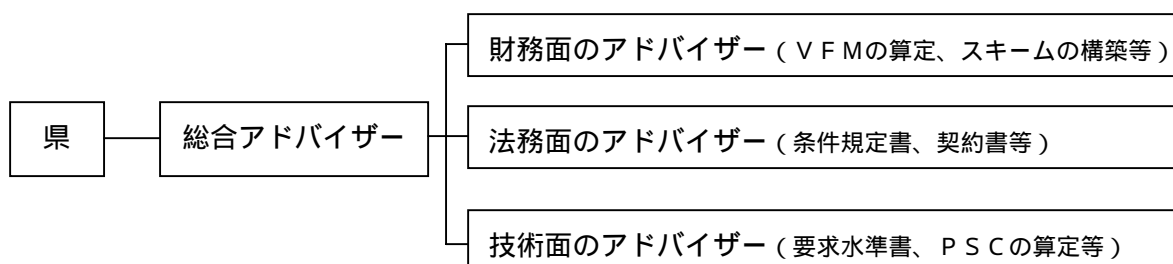 財務面のアドバイザー（ＶＦＭの算定、スキームの構築等）
県
総合アドバイザー
法務面のアドバイザー（条件規定書、契約書等）
技術面のアドバイザー（要求水準書、ＰＳＣの算定等）